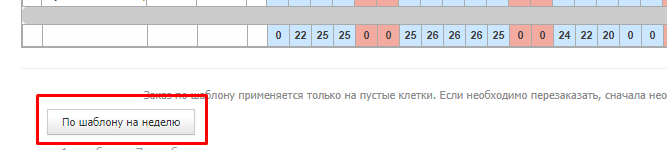 0 22 25 25 0 0 25 26 26 26 25 0 0 24 22 20 0 0
Заказ по шаблону применяется только на пустые клетки. Если необходимо перезаказать, сначала нео
По шаблону на неделю